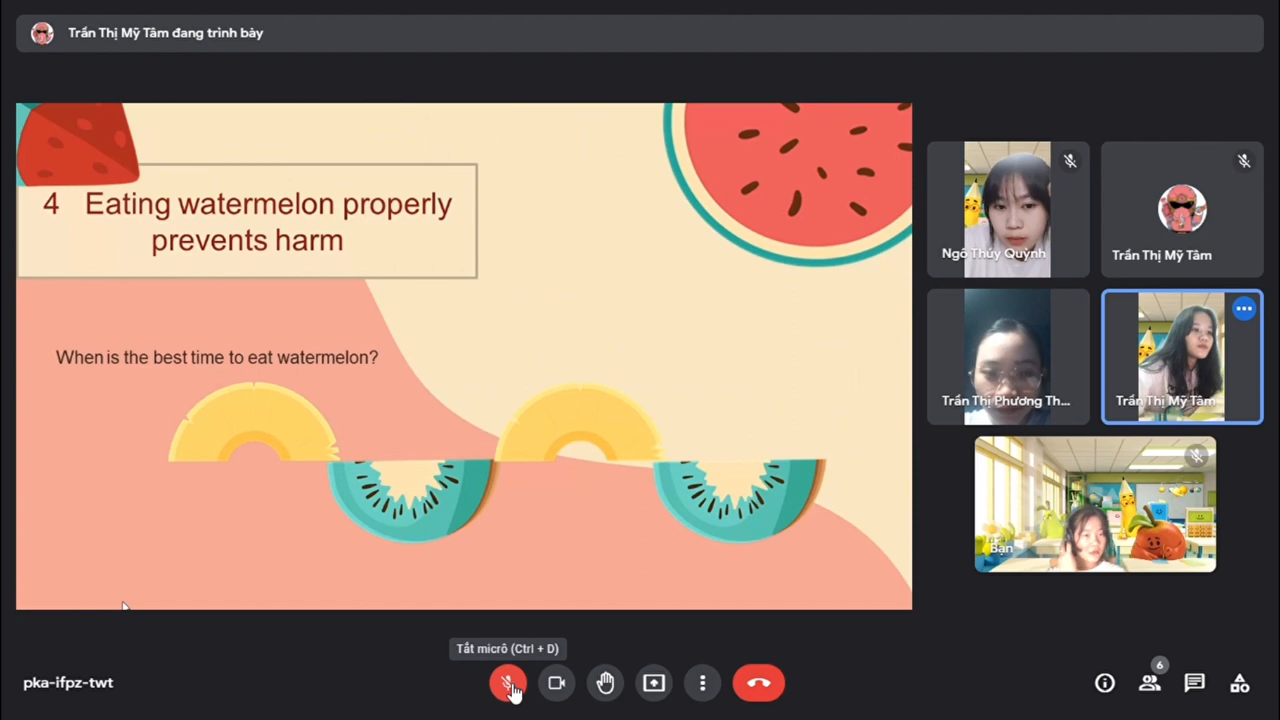 Trần Thị Mỹ Tâm đang trình bày
4 Eating watermelon properly
prevents harm
When is the best time to eat watermelon?
Ngô Thúy Quỳnh
Trần Thị Mỹ Tâm
Trần Thị Phương Th...
Trần Thị Mỹ Tâm
Bạn
Tắt micrô (Ctrl + D)
pka-ifpz-twt
6